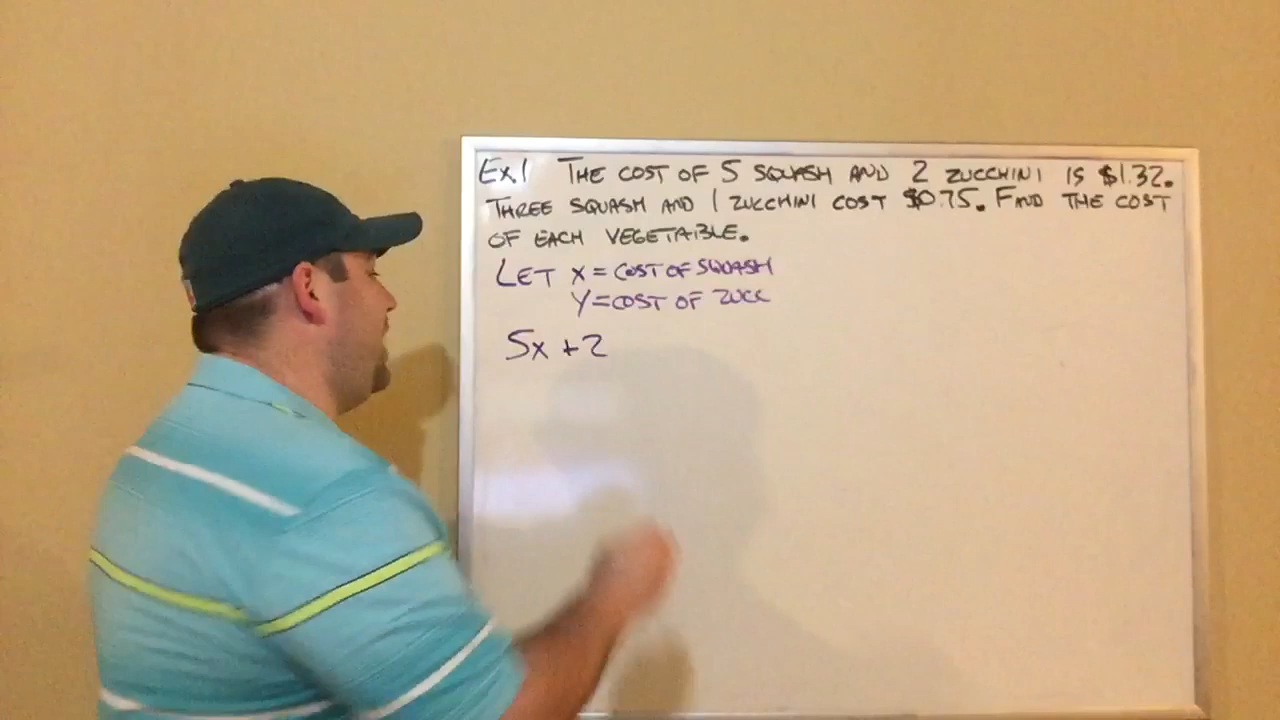 Ex.1 THE COST OF 5 SQUASH AND 2 ZUCCHINI IS $1.32.
THREE SQUASH AND 1 ZUCCHINI COST $0.75. FIND THE COST
OF EACH VEGETABLE.
LET X = COST OF SQUASH
Y = COST OF ZUCC
5x + 2